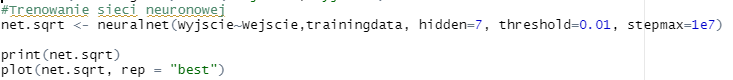 #Trenowanie sieci neuronowej
net.sqrt <- neuralnet(Wyjscie~Wejscie,trainingdata, hidden=7, threshold=0.01, stepmax=1e7)
print(net.sqrt)
plot(net.sqrt, rep = "best")